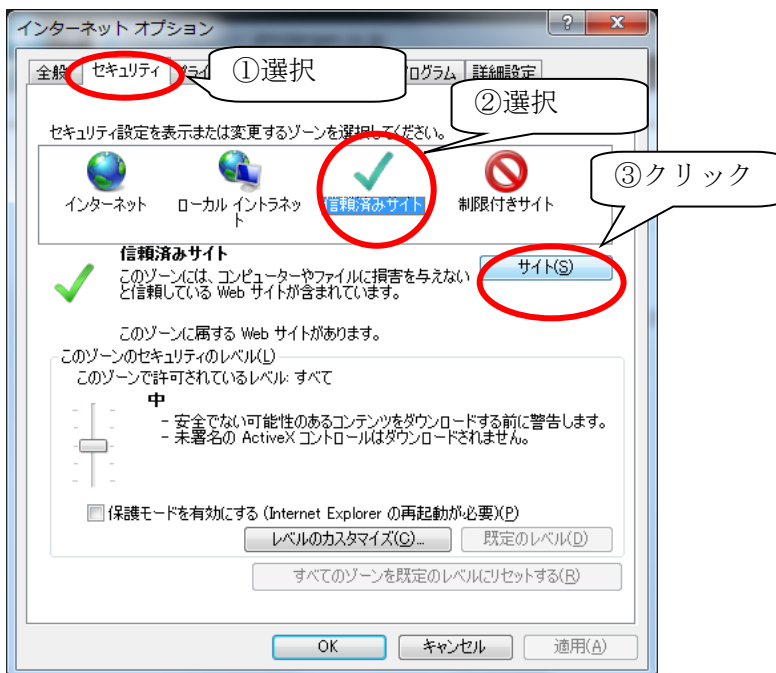 インターネット オプション
全般
セキュリティ
①選択
プログラム
詳細設定
②選択
セキュリティ設定を表示または変更するゾーンを選択してください。
③クリック
インターネット
ローカル イントラネッ
ト
信頼済みサイト
制限付きサイト
信頼済みサイト
サイト(S)
このゾーンには、コンピューターやファイルに損害を与えない
と信頼している Web サイトが含まれています。
このゾーンに属する Web サイトがあります。
このゾーンのセキュリティのレベル(L)
このゾーンで許可されているレベル: すべて
中
- 安全でない可能性のあるコンテンツをダウンロードする前に警告します。
- 未署名の ActiveX コントロールはダウンロードされません。
保護モードを有効にする (Internet Explorer の再起動が必要)(P)
レベルのカスタマイズ(C)...
既定のレベル(D)
すべてのゾーンを既定のレベルにリセットする(R)
OK
キャンセル
適用(A)